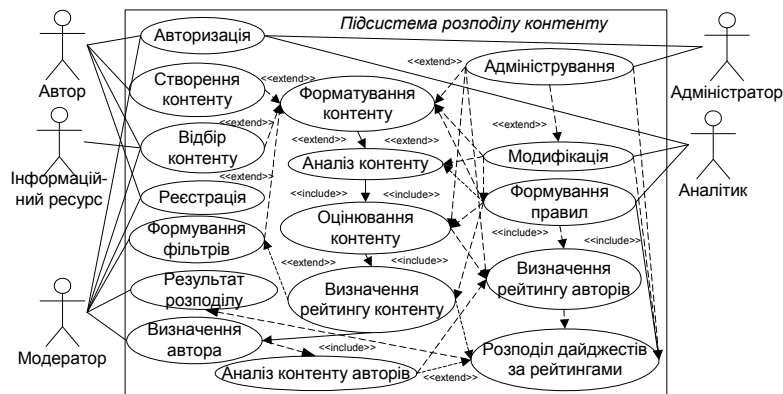 Підсистема розподілу контенту
Авторизація
<<extend>>
Адміністрування
Автор
Адміністратор
Створення
контенту
<<extend>>
Форматування
контенту
Відбір
контенту
<<extend>>
<<extend>>
<<extend>>
<<extend>>
Аналіз контенту
Модифікація
Інформацій-
ний ресурс
Аналітик
<<extend>>
Реєстрація
<<include>>
<<include>>
Формування
правил
Формування
фільтрів
Оцінювання
контенту
<<include>>
<<include>>
<<extend>>
<<include>>
Результат
розподілу
Визначення
рейтингу контенту
Визначення
рейтингу авторів
Модератор
Визначення
автора
<<include>>
Аналіз контенту авторів
<<extend>>
Розподіл дайджестів
за рейтингами